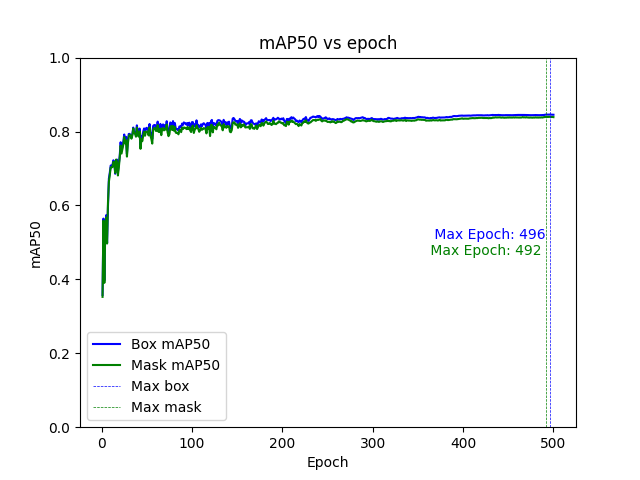 mAP50 vs epoch
mAP50
1.0
0.8
0.6
0.4
0.2
0.0
Max Epoch: 496
Max Epoch: 492
Box mAP50
Mask mAP50
Max box
Max mask
0 100 200 300 400 500
Epoch